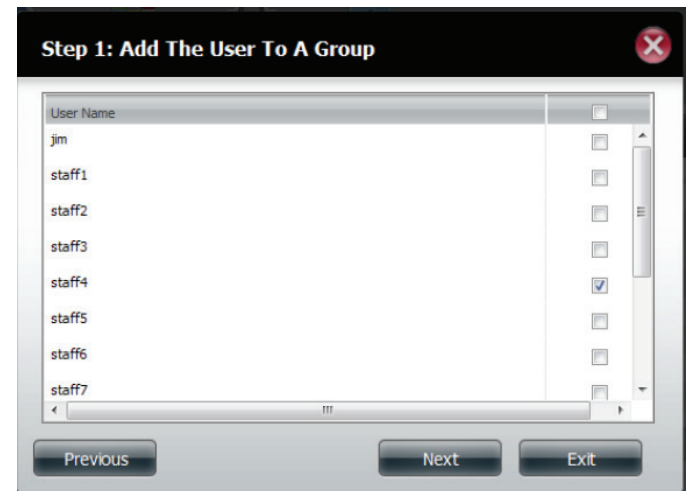 Step 1: Add The User To A Group
User Name
jim
staff1
staff2
staff3
staff4
staff5
staff6
staff7
Previous
Next
Exit